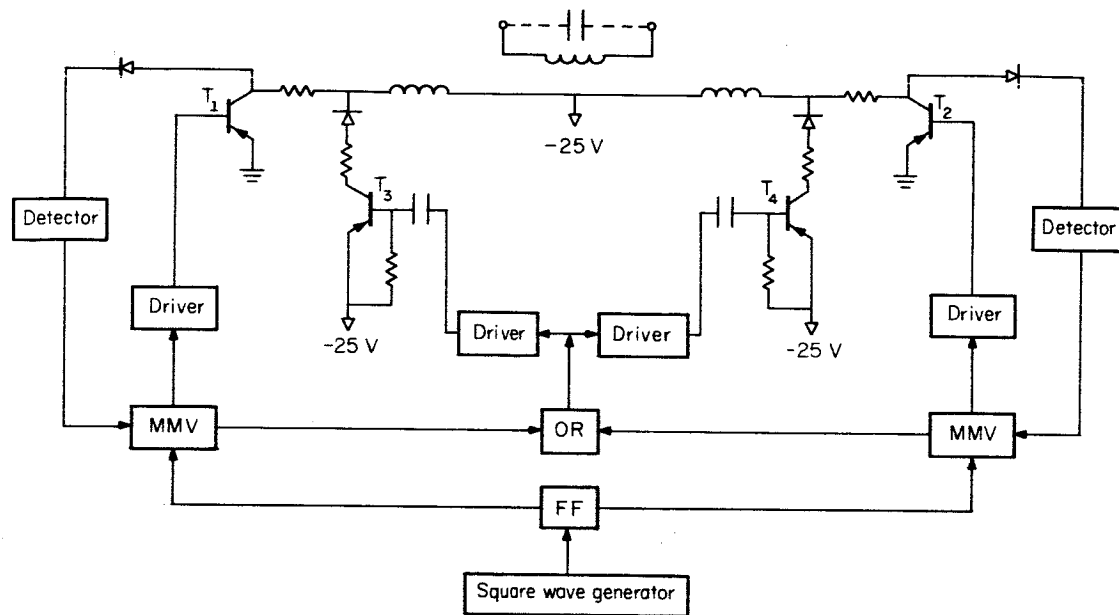 T1
T2
-25 V
T3
T4
Detector
Detector
Driver
Driver
Driver
Driver
-25 V
-25 V
MMV
OR
MMV
FF
Square wave generator